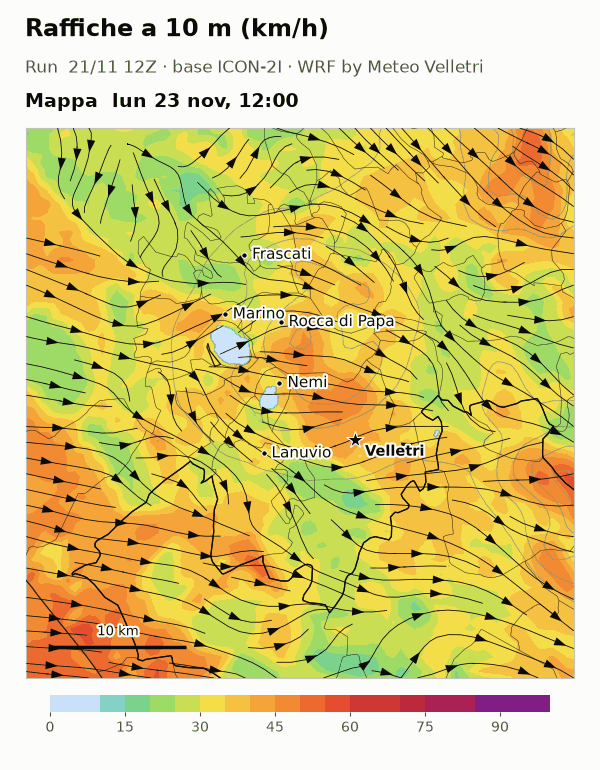 Raffiche a 10 m (km/h)
Run  21/11 12Z · base ICON-2I · WRF by Meteo Velletri
Mappa  lun 23 nov, 12:00
Frascati
Marino
Rocca di Papa
Nemi
Velletri
Lanuvio
10 km
0 15 30 45 60 75 90